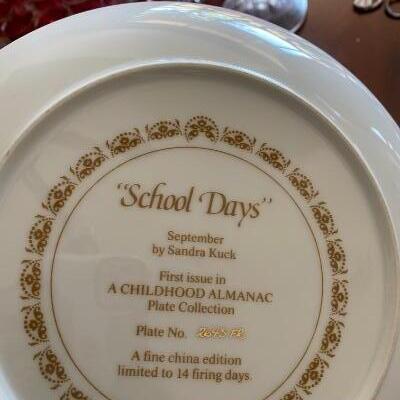 "School Days"
September
by Sandra Kuck
First issue in
A CHILDHOOD ALMANAC
Plate Collection
Plate No.
A fine china edition
limited to 14 firing days.